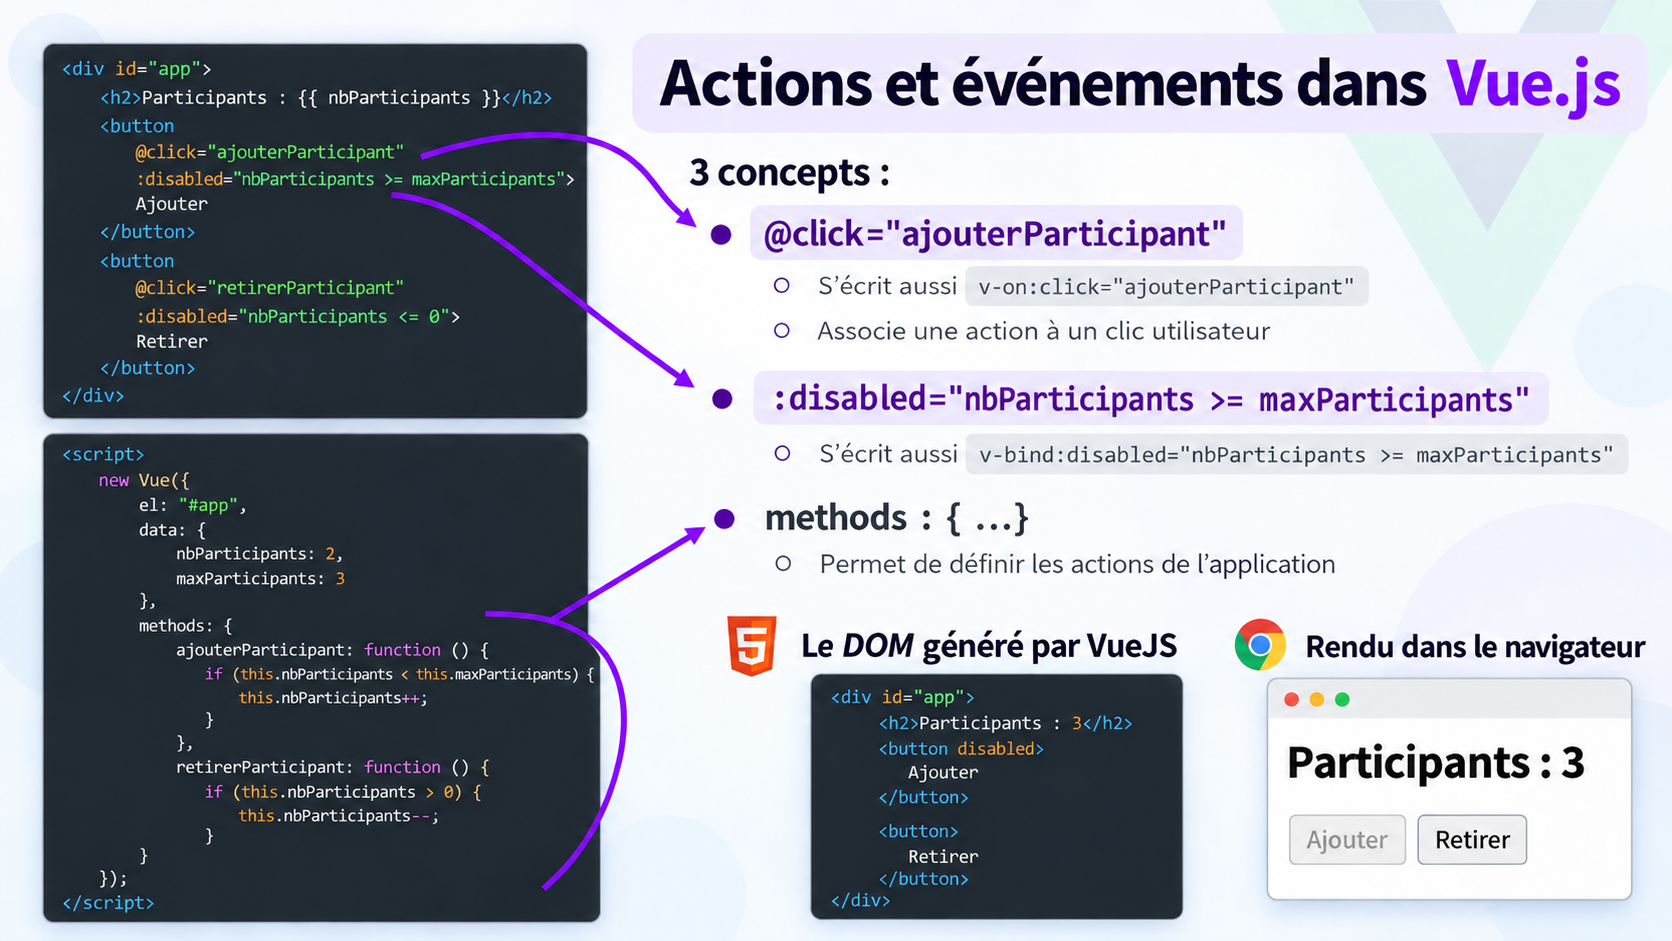 <div id="app">
<h2>Participants : {{ nbParticipants }}</h2>
<button
@click="ajouterParticipant"
:disabled="nbParticipants >= maxParticipants">
Ajouter
</button>
<button
@click="retirerParticipant"
:disabled="nbParticipants <= 0">
Retirer
</button>
</div>
<script>
new Vue({
el: "#app",
data: {
nbParticipants: 2,
maxParticipants: 3
},
methods: {
ajouterParticipant: function () {
if (this.nbParticipants < this.maxParticipants) {
this.nbParticipants++;
}
},
retirerParticipant: function () {
if (this.nbParticipants > 0) {
this.nbParticipants--;
}
}
});
</script>
Actions et événements dans Vue.js
3 concepts :
@click="ajouterParticipant"
S’écrit aussi v-on:click="ajouterParticipant"
Associe une action à un clic utilisateur
:disabled="nbParticipants >= maxParticipants"
S’écrit aussi v-bind:disabled="nbParticipants >= maxParticipants"
methods : { ...}
Permet de définir les actions de l’application
Le DOM généré par VueJS
<div id="app">
<h2>Participants : 3</h2>
<button disabled>
Ajouter
</button>
<button>
Retirer
</button>
</div>
Rendu dans le navigateur
Participants : 3
Ajouter Retirer